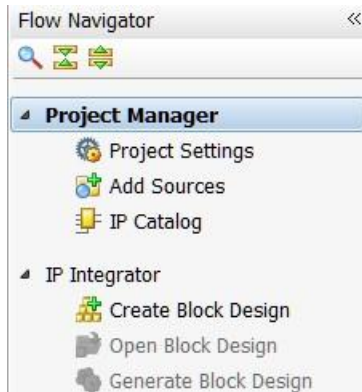 Flow Navigator
Project Manager
Project Settings
Add Sources
IP Catalog
IP Integrator
Create Block Design
Open Block Design
Generate Block Design